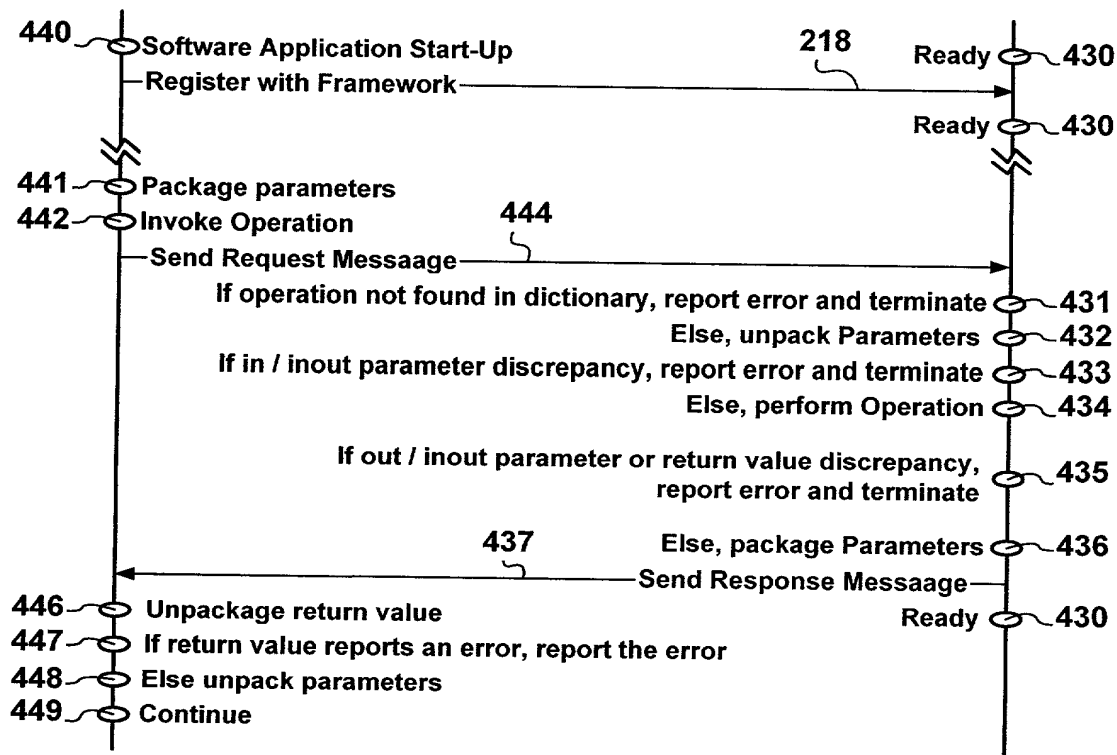 440 Software Application Start-Up
218
Ready 430
Register with Framework
Ready 430
441 Package parameters
442 Invoke Operation
444
Send Request Messaage
If operation not found in dictionary, report error and terminate 431
Else, unpack Parameters 432
If in / inout parameter discrepancy, report error and terminate 433
Else, perform Operation 434
If out / inout parameter or return value discrepancy,
report error and terminate 435
Else, package Parameters 436
437
Send Response Messaage
446 Unpackage return value
Ready 430
447 If return value reports an error, report the error
448 Else unpack parameters
449 Continue